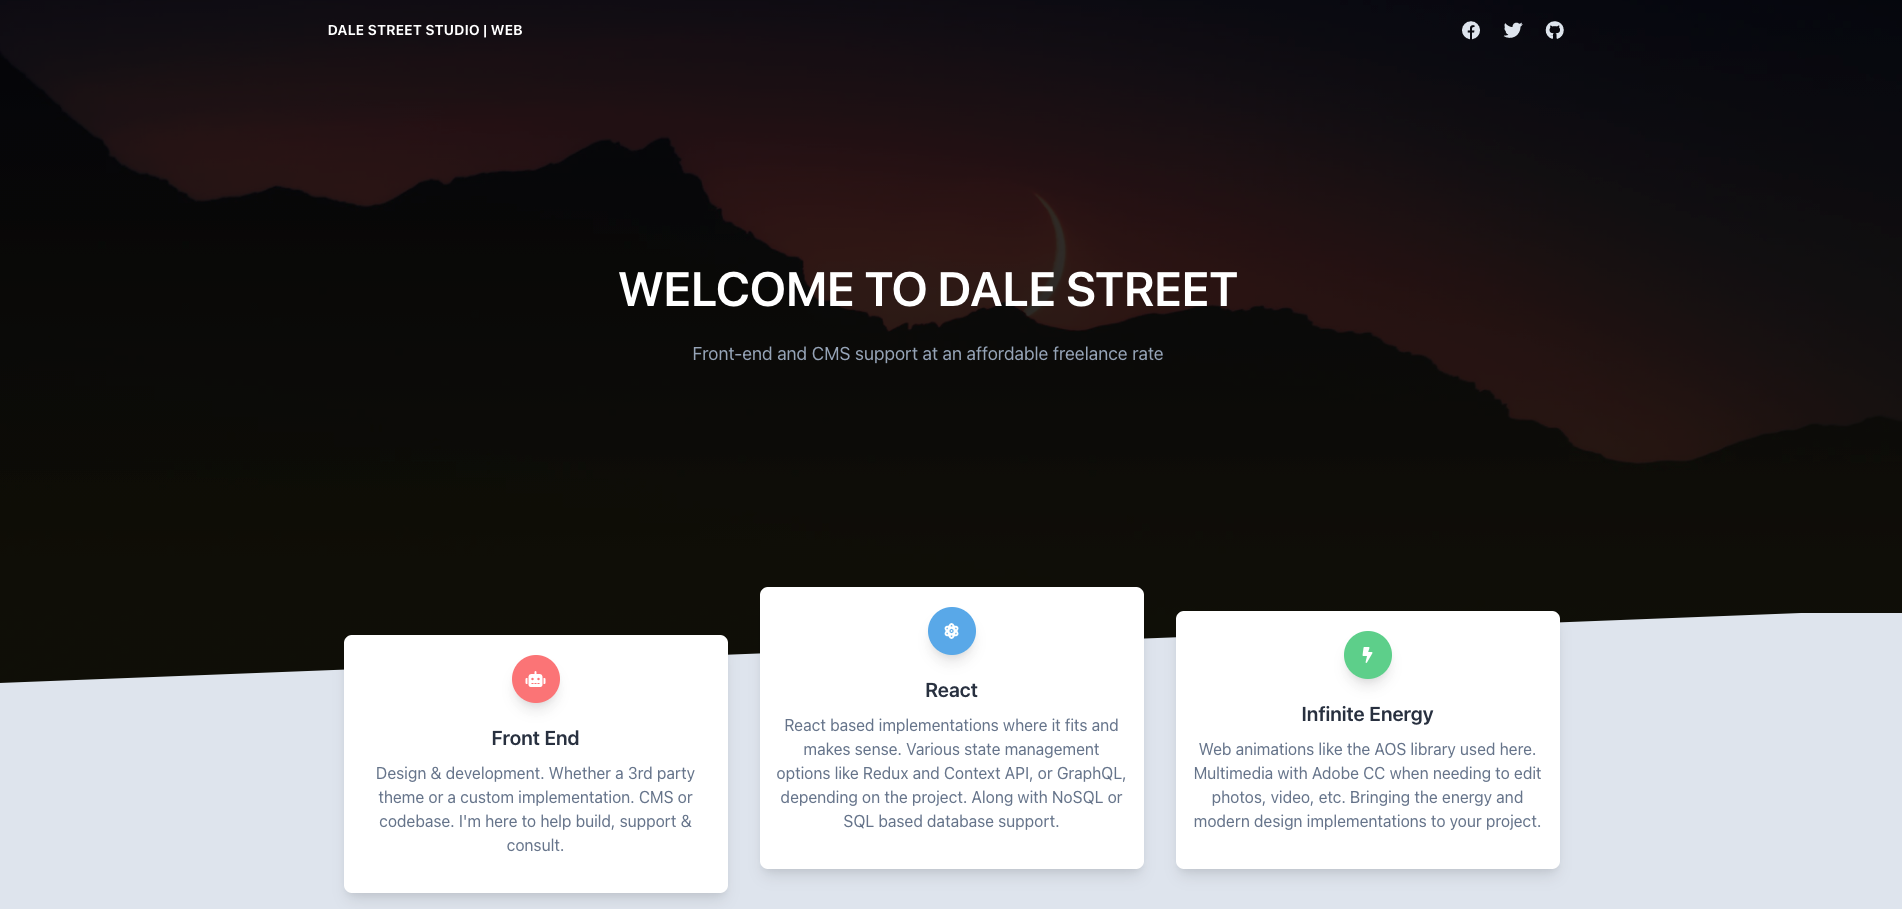 DALE STREET STUDIO | WEB
WELCOME TO DALE STREET
Front-end and CMS support at an affordable freelance rate
Front End
Design & development. Whether a 3rd party
theme or a custom implementation. CMS or
codebase. I'm here to help build, support &
consult.
React
React based implementations where it fits and
makes sense. Various state management
options like Redux and Context API, or GraphQL,
depending on the project. Along with NoSQL or
SQL based database support.
Infinite Energy
Web animations like the AOS library used here.
Multimedia with Adobe CC when needing to edit
photos, video, etc. Bringing the energy and
modern design implementations to your project.